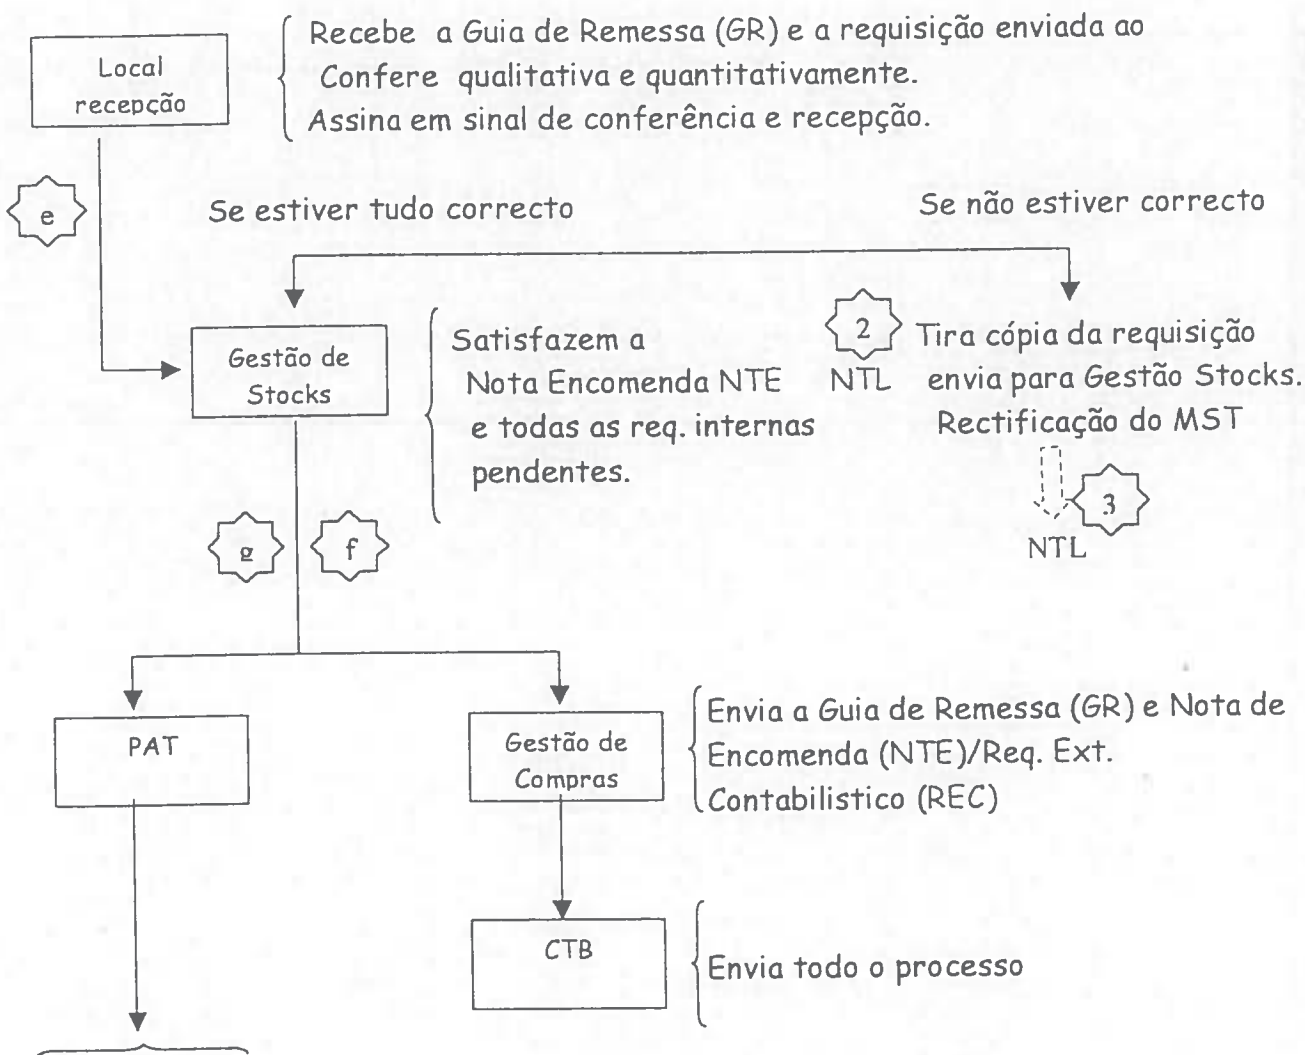 Local
recepção
Recebe a Guia de Remessa (GR) e a requisição enviada ao
Confere qualitativa e quantitativamente.
Assina em sinal de conferência e recepção.
e
Se estiver tudo correcto
Se não estiver correcto
Gestão de
Stocks
Satisfazem a
Nota Encomenda NTE
e todas as req. internas
pendentes.
2
NTL
Tira cópia da requisição
envia para Gestão Stocks.
Rectificação do MST
3
NTL
g
f
PAT
Gestão de
Compras
Envia a Guia de Remessa (GR) e Nota de
Encomenda (NTE)/Req. Ext.
Contabilistico (REC)
CTB
Envia todo o processo